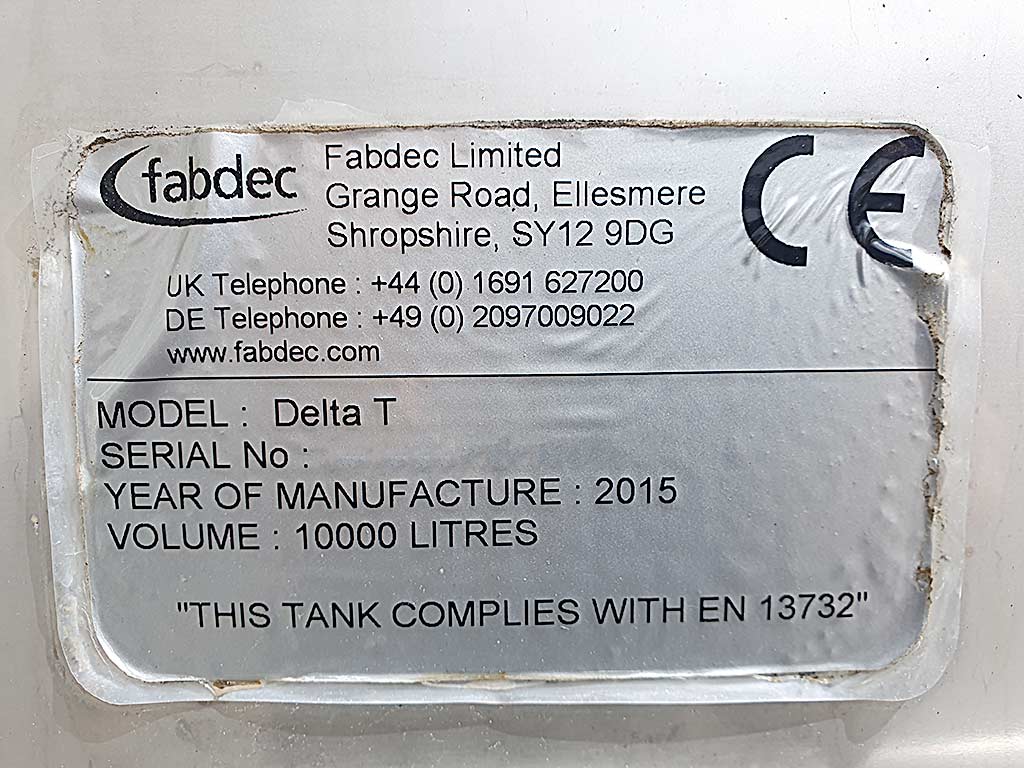 fabdec
Fabdec Limited
Grange Road, Ellesmere
Shropshire, SY12 9DG
CE
UK Telephone : +44 (0) 1691 627200
DE Telephone : +49 (0) 2097009022
www.fabdec.com
MODEL : Delta T
SERIAL No :
YEAR OF MANUFACTURE : 2015
VOLUME : 10000 LITRES
"THIS TANK COMPLIES WITH EN 13732"